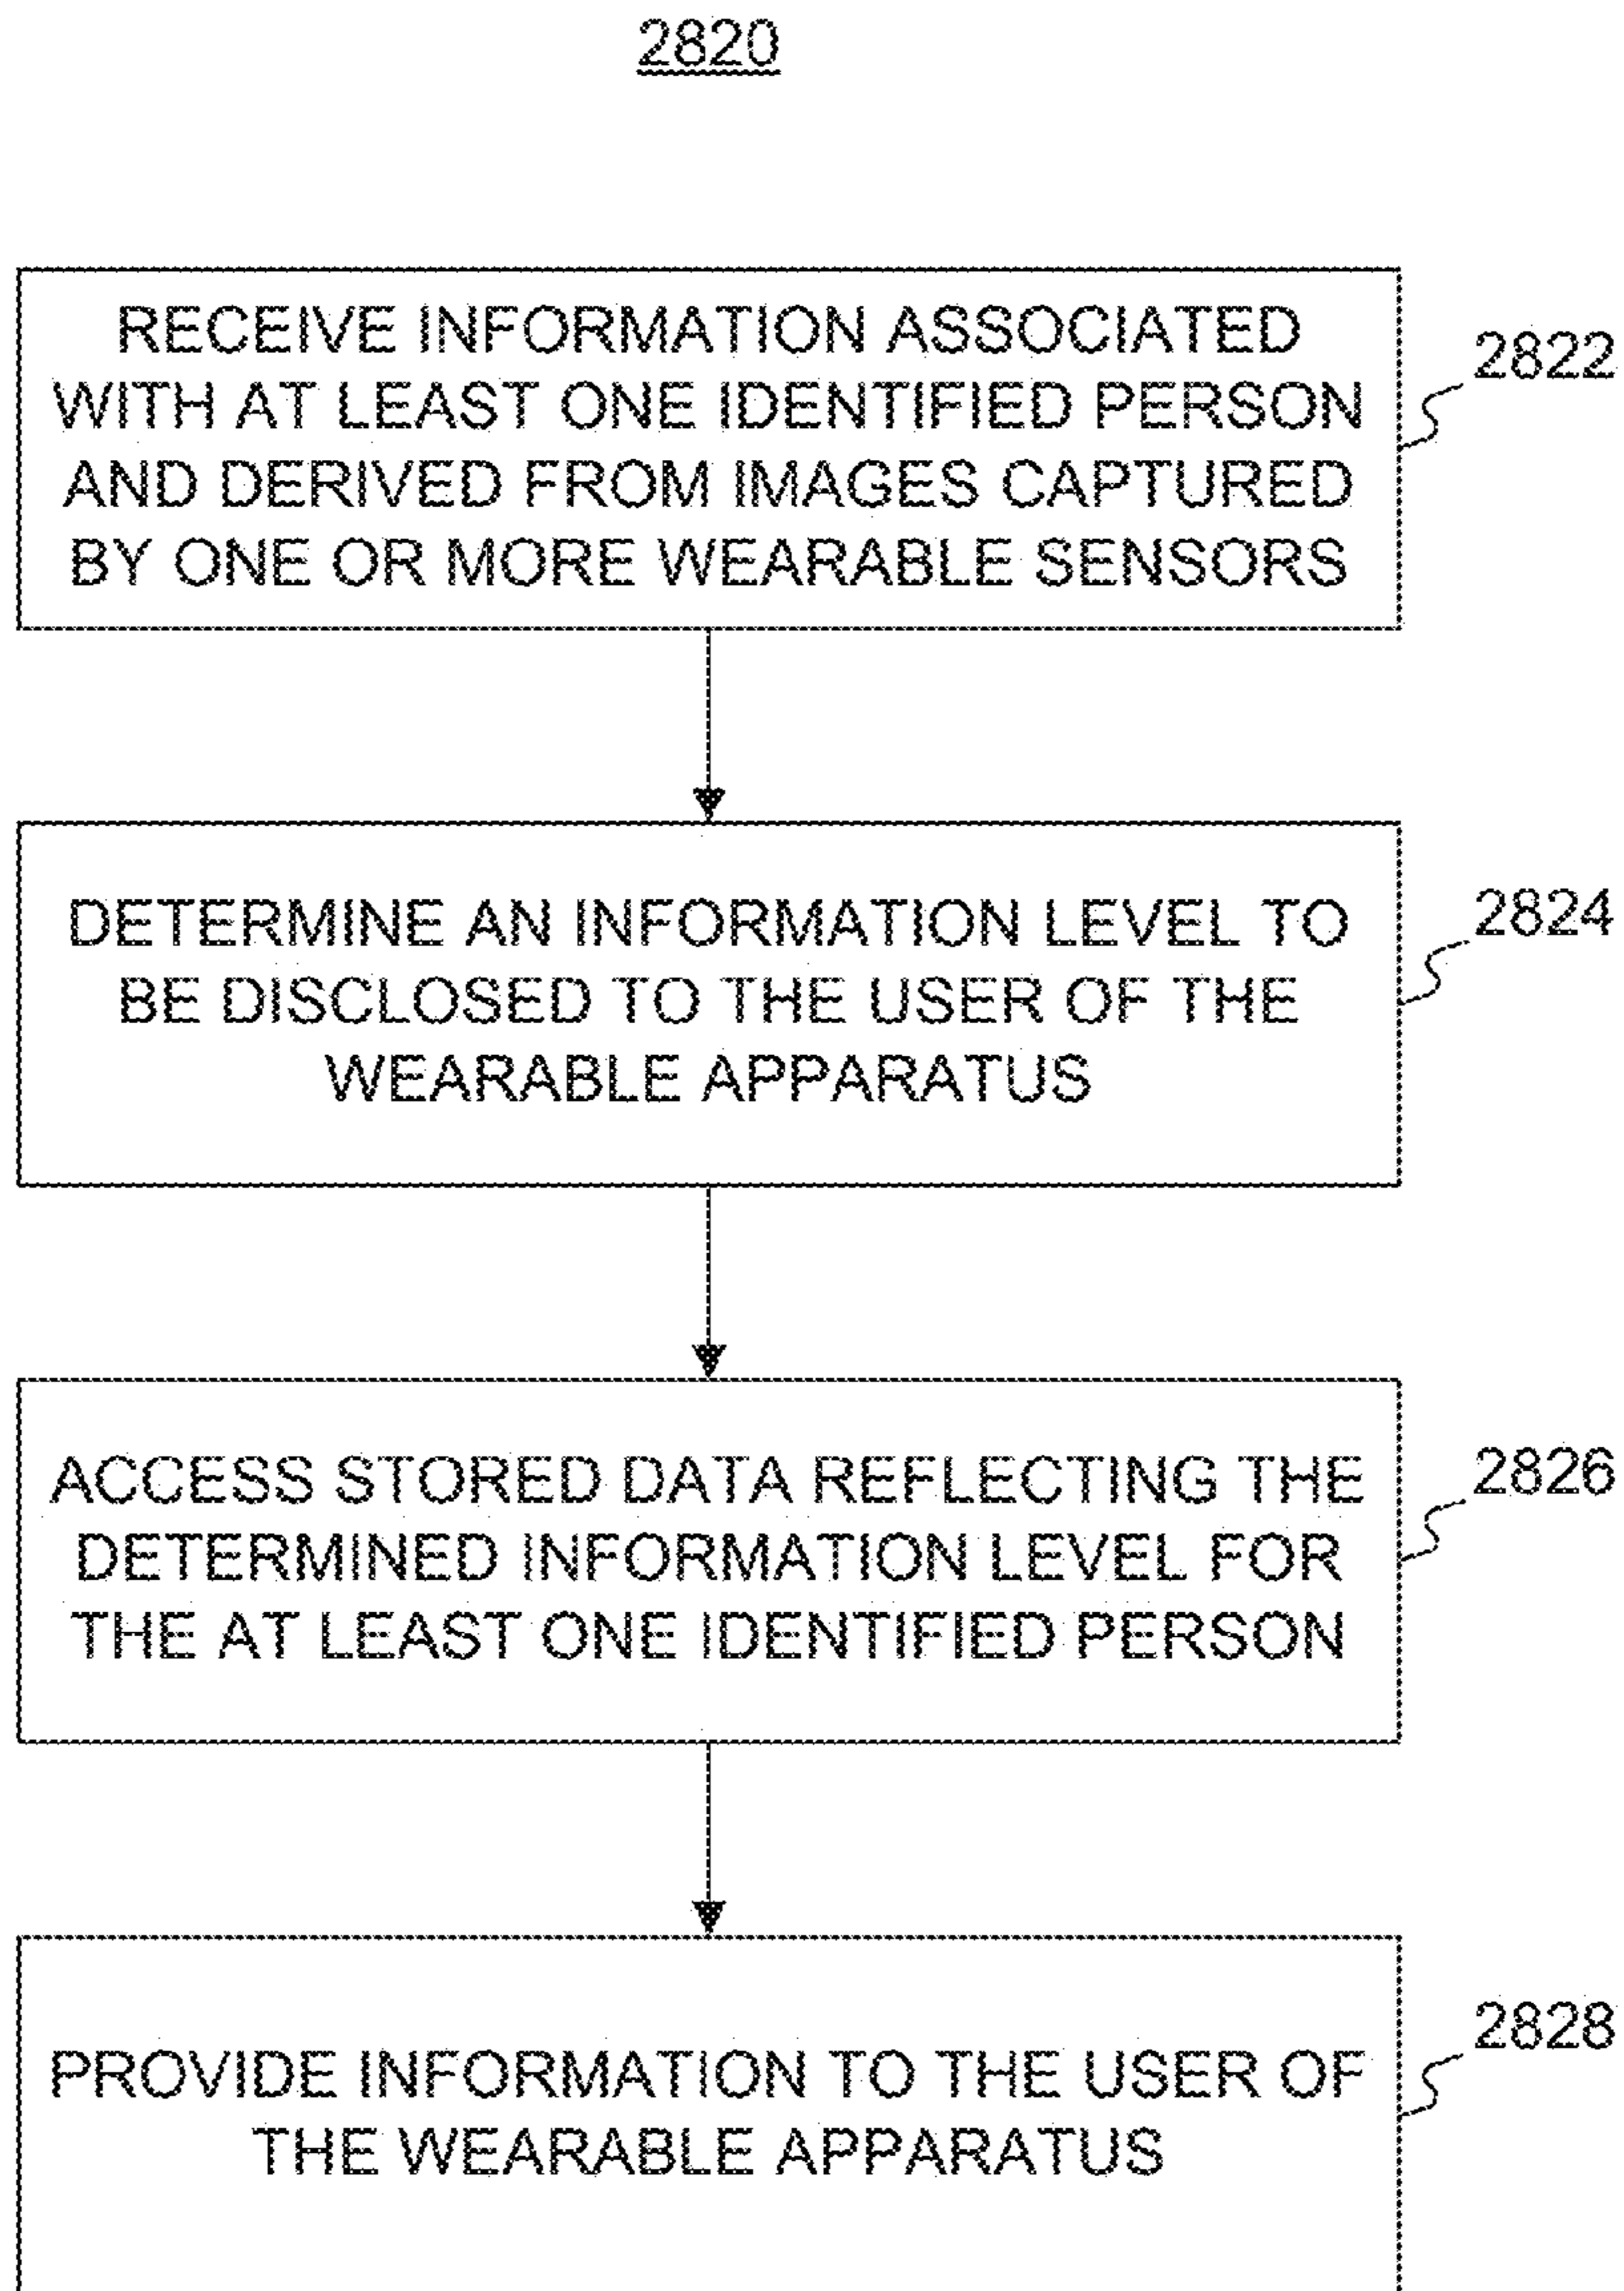 2820
RECEIVE INFORMATION ASSOCIATED
WITH AT LEAST ONE IDENTIFIED PERSON
AND DERIVED FROM IMAGES CAPTURED
BY ONE OR MORE WEARABLE SENSORS
2822
DETERMINE AN INFORMATION LEVEL TO
BE DISCLOSED TO THE USER OF THE
WEARABLE APPARATUS
2824
ACCESS STORED DATA REFLECTING THE
DETERMINED INFORMATION LEVEL FOR
THE AT LEAST ONE IDENTIFIED PERSON
2826
PROVIDE INFORMATION TO THE USER OF
THE WEARABLE APPARATUS
2828